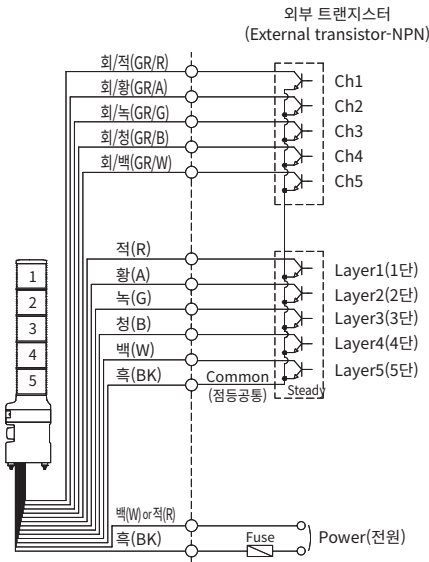 외부 트랜지스터
(External transistor-NPN)
회/적(GR/R)
Ch1
회/황(GR/A)
Ch2
회/녹(GR/G)
Ch3
회/청(GR/B)
Ch4
회/백(GR/W)
Ch5
적(R)
Layer1(1단)
황(A)
Layer2(2단)
녹(G)
Layer3(3단)
청(B)
Layer4(4단)
백(W)
Layer5(5단)
흑(BK)
Common
(점등공통)
Steady
1
2
3
4
5
백(W) or 적(R)
흑(BK)
Fuse
Power(전원)